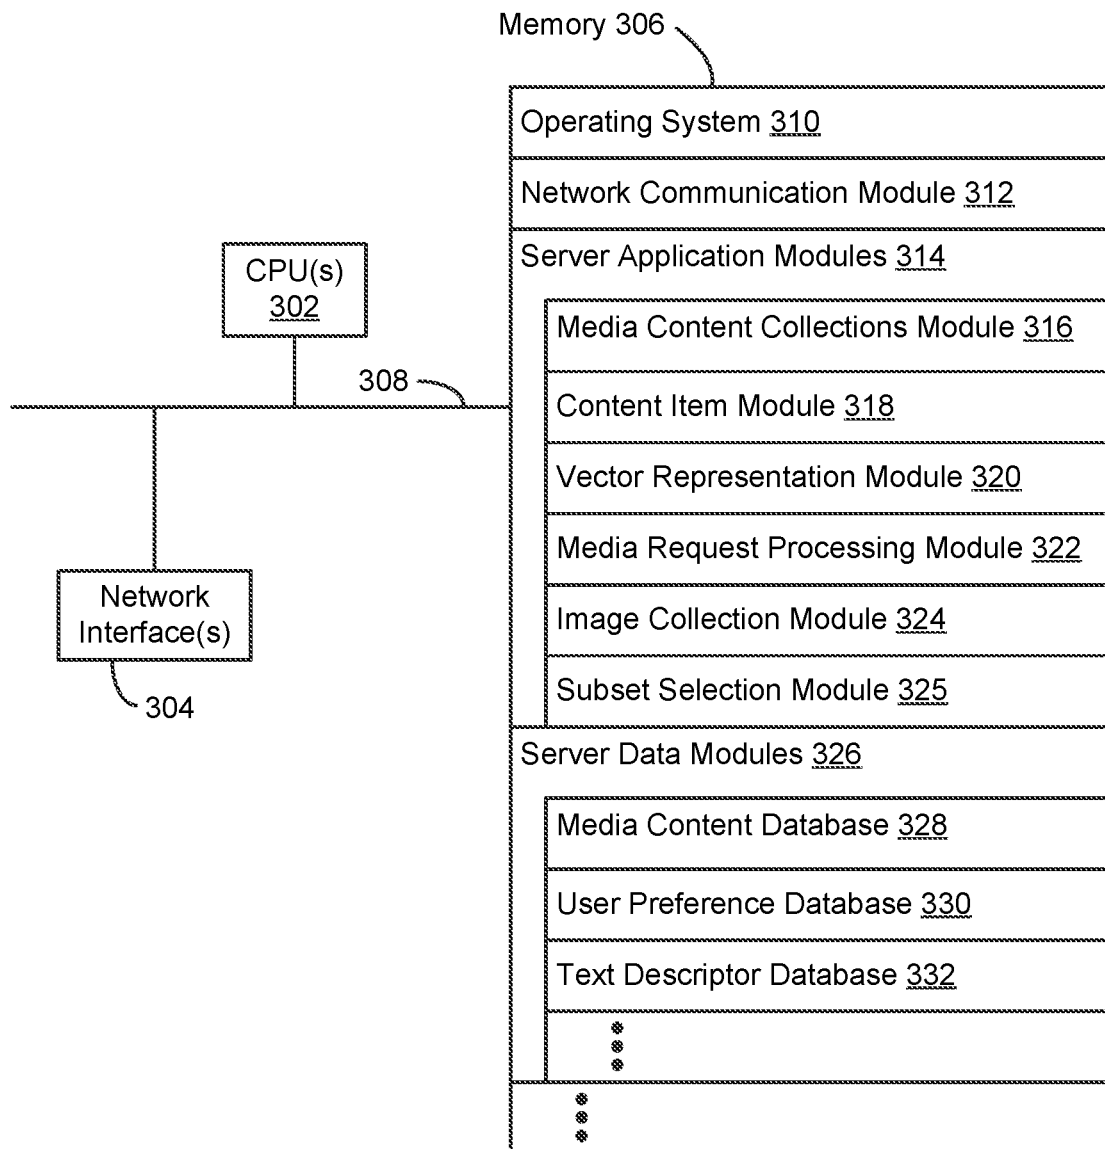 Memory 306
Operating System 310
Network Communication Module 312
Server Application Modules 314
Media Content Collections Module 316
Content Item Module 318
Vector Representation Module 320
Media Request Processing Module 322
Image Collection Module 324
Subset Selection Module 325
Server Data Modules 326
Media Content Database 328
User Preference Database 330
Text Descriptor Database 332
CPU(s)
302
308
Network
Interface(s)
304